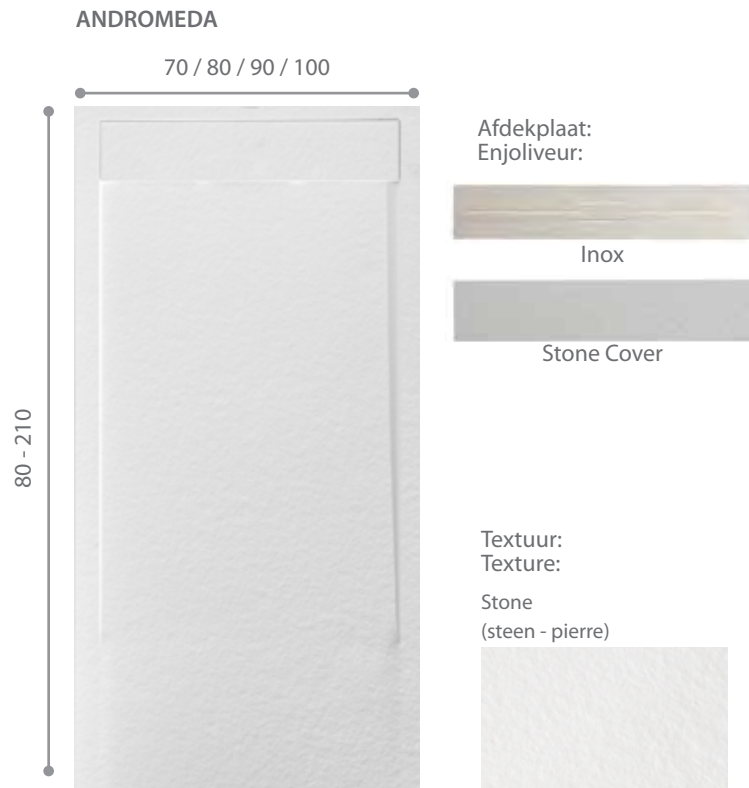 ANDROMEDA
70 / 80 / 90 / 100
80 - 210
Afdekplaat:
Enjoliveur:
Inox
Stone Cover
Textuur:
Texture:
Stone
(steen - pierre)